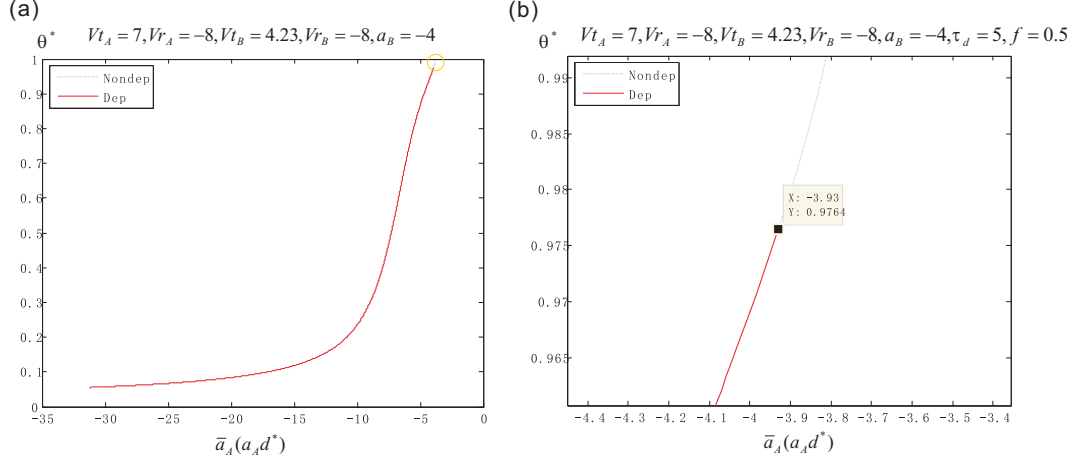 (a)
θ* Vt_A = 7, Vr_A = −8, Vt_B = 4.23, Vr_B = −8, a_B = −4
1
0.9
0.8
0.7
0.6
0.5
0.4
0.3
0.2
0.1
0
Nondep
Dep
−35 −30 −25 −20 −15 −10 −5 0
a̅_A(a_A d*)
(b)
θ* Vt_A = 7, Vr_A = −8, Vt_B = 4.23, Vr_B = −8, a_B = −4, τ_d = 5, f = 0.5
0.99
0.985
0.98
0.975
0.97
0.965
Nondep
Dep
X: −3.93
Y: 0.9764
−4.4 −4.3 −4.2 −4.1 −4 −3.9 −3.8 −3.7 −3.6 −3.5 −3.4
a̅_A(a_A d*)